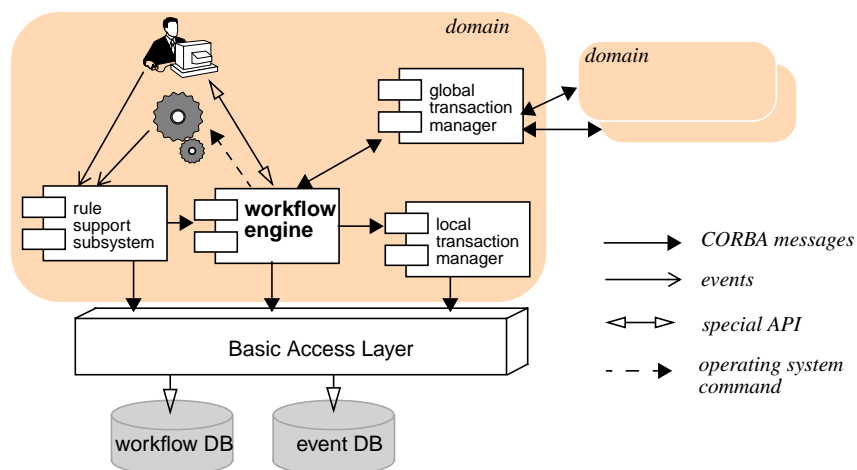 domain
domain
global
transaction
manager
rule
support
subsystem
workflow
engine
local
transaction
manager
CORBA messages
events
special API
operating system
command
Basic Access Layer
workflow DB
event DB